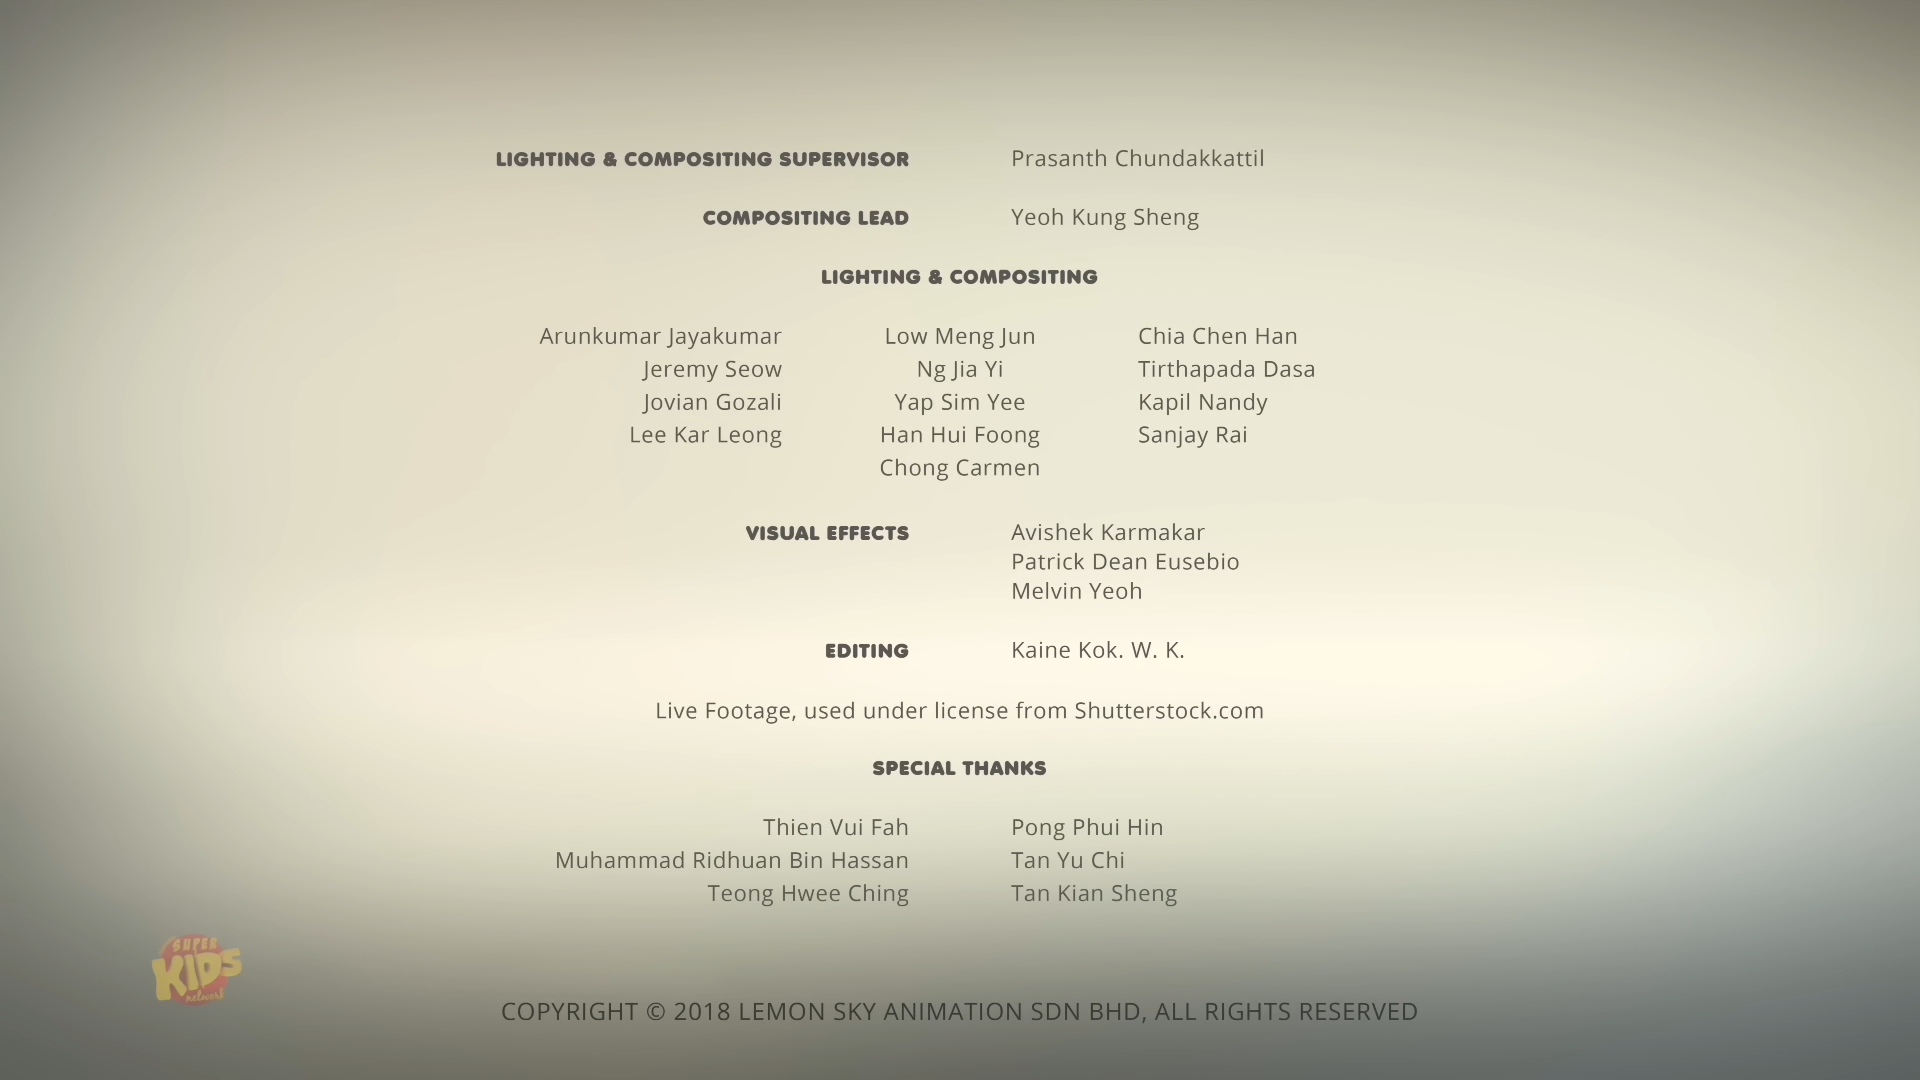 LIGHTING & COMPOSITING SUPERVISOR Prasanth Chundakkattil
COMPOSITING LEAD Yeoh Kung Sheng
LIGHTING & COMPOSITING
Arunkumar Jayakumar Low Meng Jun Chia Chen Han
Jeremy Seow Ng Jia Yi Tirthapada Dasa
Jovian Gozali Yap Sim Yee Kapil Nandy
Lee Kar Leong Han Hui Foong Sanjay Rai
Chong Carmen
VISUAL EFFECTS Avishek Karmakar
Patrick Dean Eusebio
Melvin Yeoh
EDITING Kaine Kok. W. K.
Live Footage, used under license from Shutterstock.com
SPECIAL THANKS
Thien Vui Fah Pong Phui Hin
Muhammad Ridhuan Bin Hassan Tan Yu Chi
Teong Hwee Ching Tan Kian Sheng
SUPER
KIDS
network
COPYRIGHT © 2018 LEMON SKY ANIMATION SDN BHD, ALL RIGHTS RESERVED